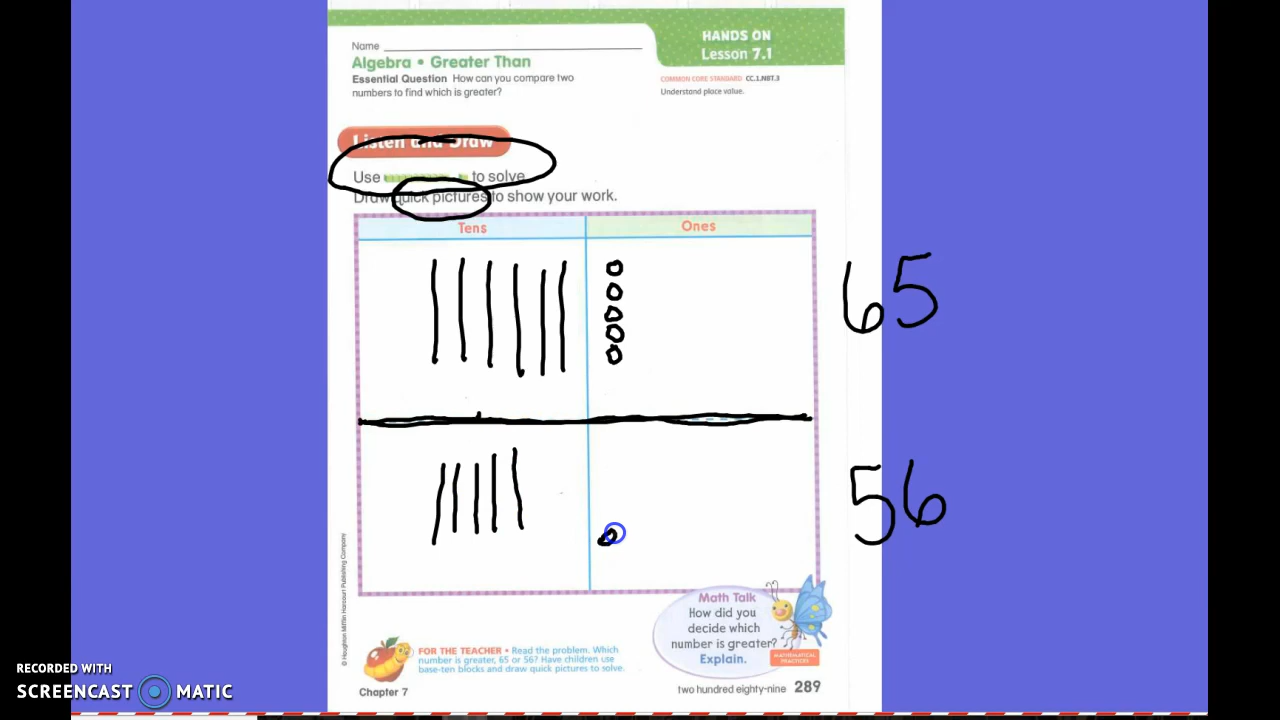 HANDS ON
Lesson 7.1
Name
Algebra • Greater Than
Essential Question How can you compare two
numbers to find which is greater?
COMMON CORE STANDARD CC.1.NBT.3
Understand place value.
Listen and Draw
Use to solve.
Draw quick pictures to show your work.
Tens Ones
65
56
Math Talk
How did you
decide which
number is greater?
Explain.
MATHEMATICAL
PRACTICES
FOR THE TEACHER • Read the problem. Which
number is greater, 65 or 56? Have children use
base-ten blocks and draw quick pictures to solve.
© Houghton Mifflin Harcourt Publishing Company
Chapter 7
two hundred eighty-nine 289
RECORDED WITH
SCREENCAST MATIC